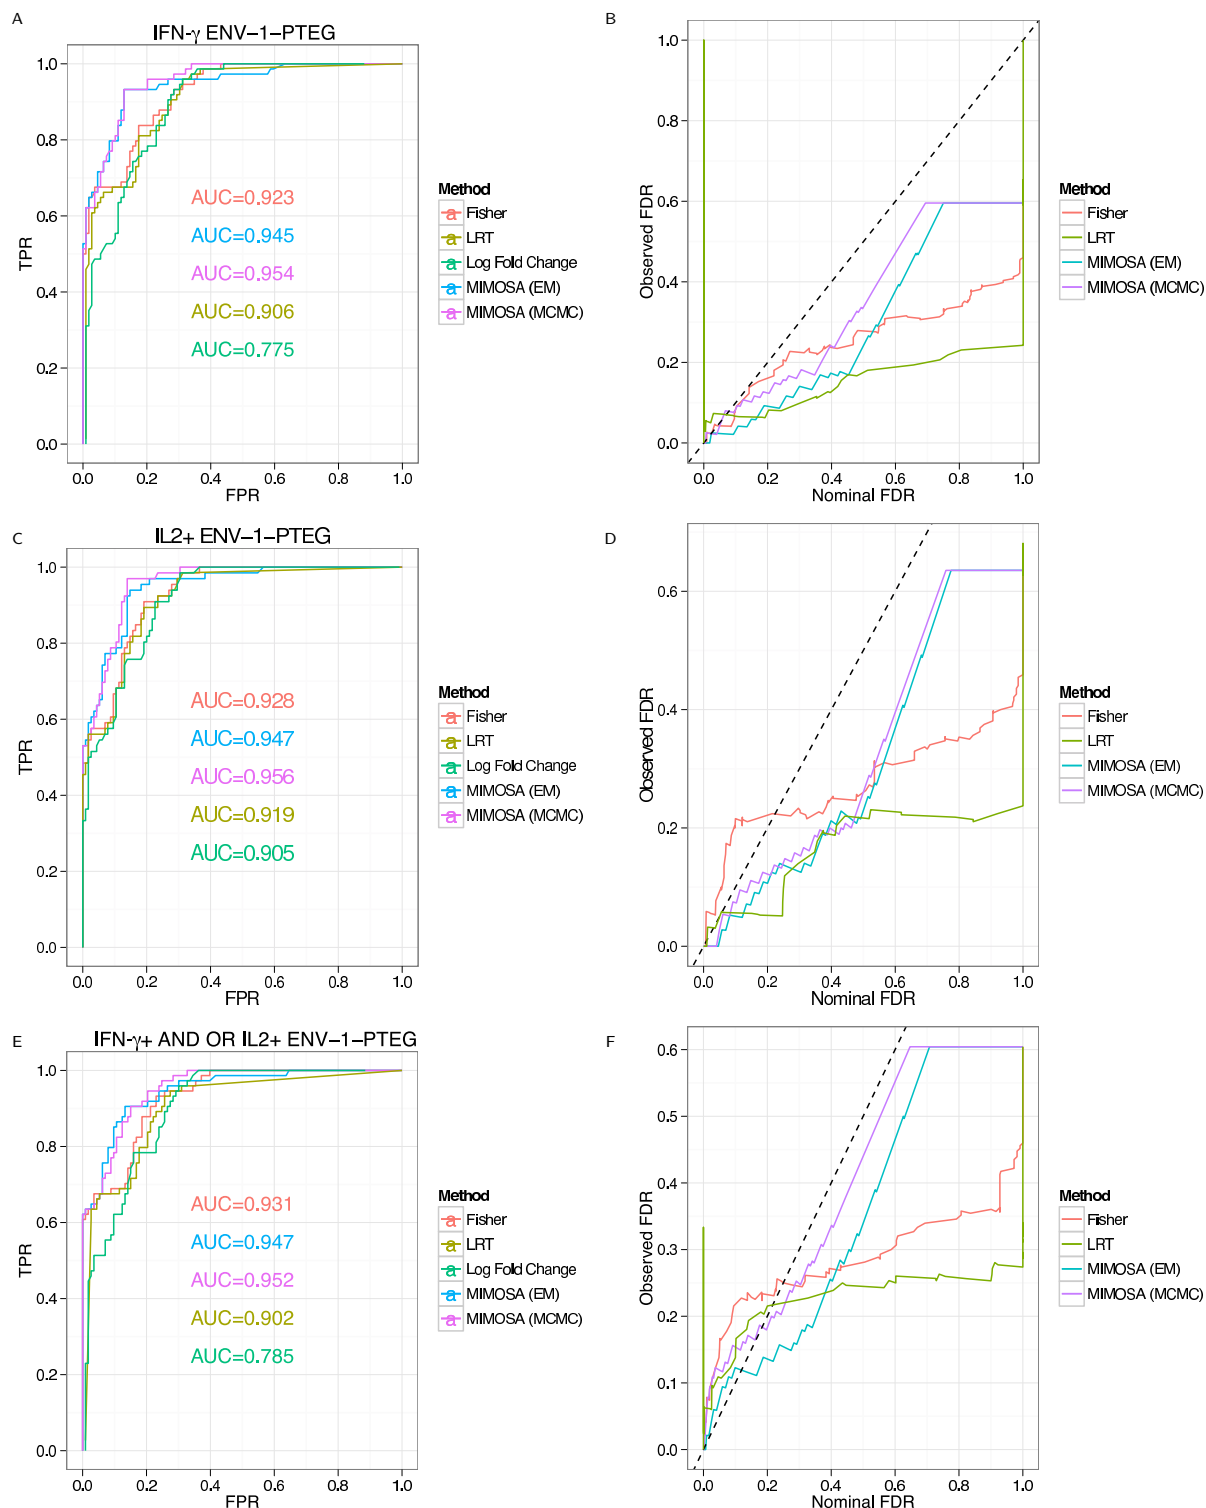 A
IFN-γ ENV−1−PTEG
1.0
0.8
0.6
0.4
0.2
0.0
TPR
0.0 0.2 0.4 0.6 0.8 1.0
FPR
AUC=0.923
AUC=0.945
AUC=0.954
AUC=0.906
AUC=0.775
Method
a Fisher
a LRT
a Log Fold Change
a MIMOSA (EM)
a MIMOSA (MCMC)
B
1.0
0.8
0.6
0.4
0.2
0.0
Observed FDR
0.0 0.2 0.4 0.6 0.8 1.0
Nominal FDR
Method
Fisher
LRT
MIMOSA (EM)
MIMOSA (MCMC)
C
IL2+ ENV−1−PTEG
1.0
0.8
0.6
0.4
0.2
0.0
TPR
0.0 0.2 0.4 0.6 0.8 1.0
FPR
AUC=0.928
AUC=0.947
AUC=0.956
AUC=0.919
AUC=0.905
Method
a Fisher
a LRT
a Log Fold Change
a MIMOSA (EM)
a MIMOSA (MCMC)
D
0.6
0.4
0.2
0.0
Observed FDR
0.0 0.2 0.4 0.6 0.8 1.0
Nominal FDR
Method
Fisher
LRT
MIMOSA (EM)
MIMOSA (MCMC)
E
IFN-γ+ AND OR IL2+ ENV−1−PTEG
1.0
0.8
0.6
0.4
0.2
0.0
TPR
0.0 0.2 0.4 0.6 0.8 1.0
FPR
AUC=0.931
AUC=0.947
AUC=0.952
AUC=0.902
AUC=0.785
Method
a Fisher
a LRT
a Log Fold Change
a MIMOSA (EM)
a MIMOSA (MCMC)
F
0.6
0.5
0.4
0.3
0.2
0.1
0.0
Observed FDR
0.0 0.2 0.4 0.6 0.8 1.0
Nominal FDR
Method
Fisher
LRT
MIMOSA (EM)
MIMOSA (MCMC)